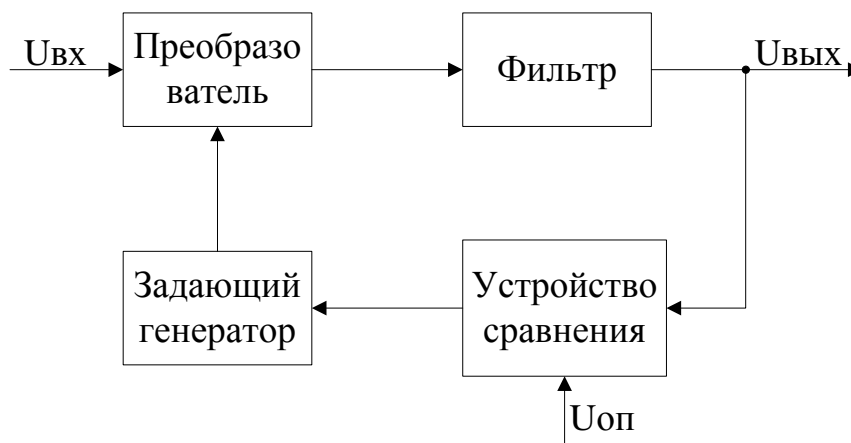 Uвх
Преобразо
ватель
Фильтр
Uвых
Задающий
генератор
Устройство
сравнения
Uоп